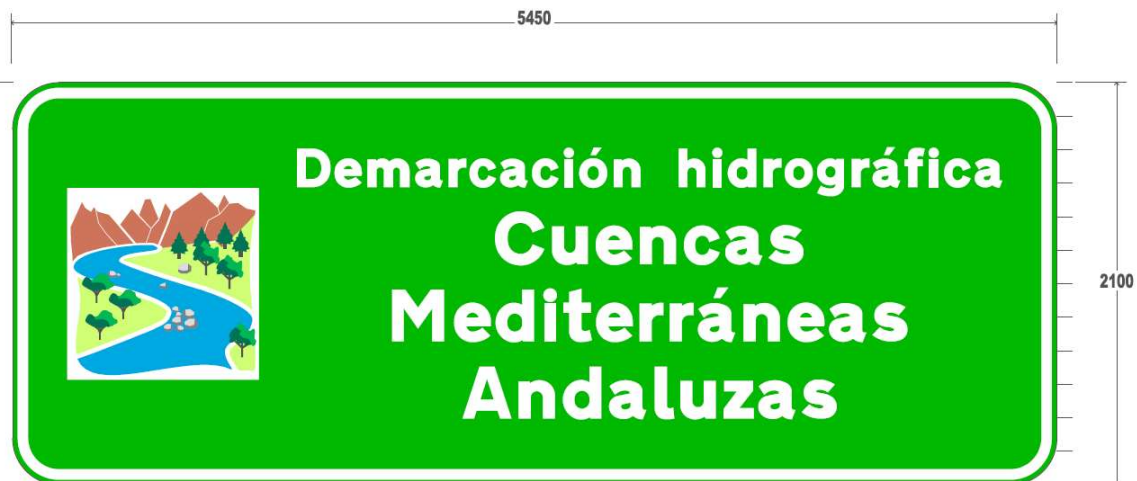 5450
Demarcación hidrográfica
Cuencas
Mediterráneas
Andaluzas
2100